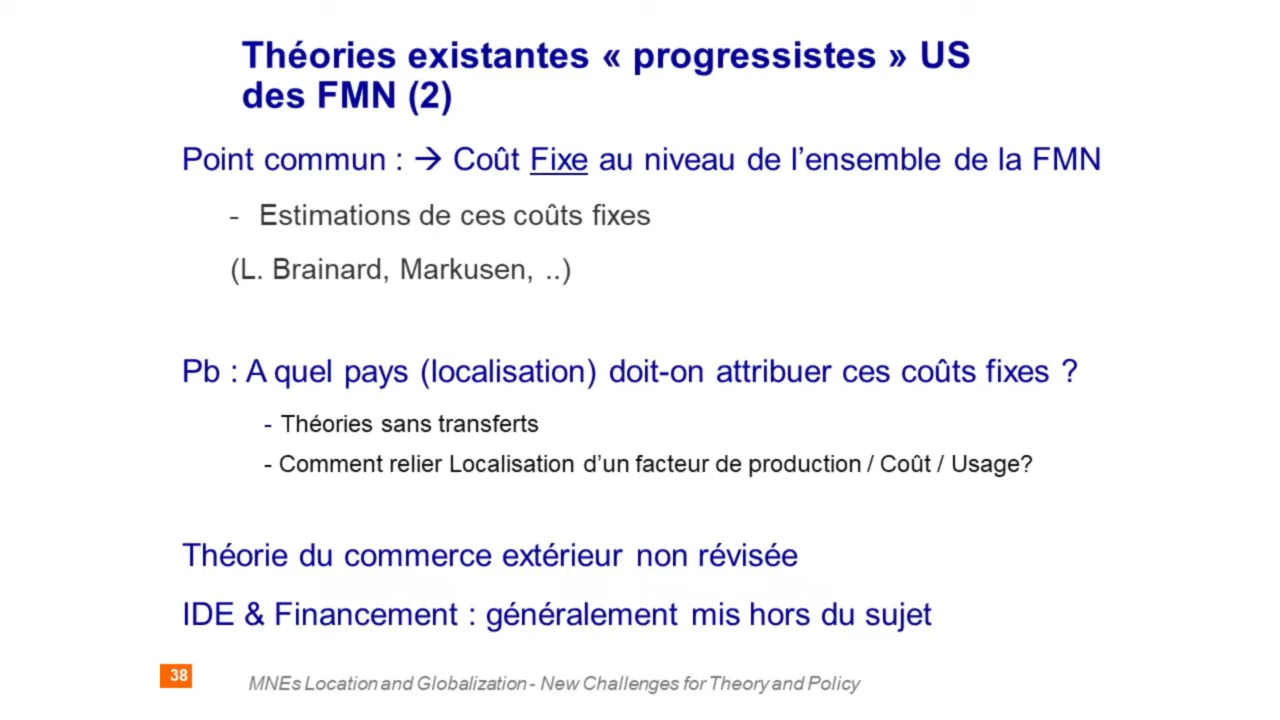 Théories existantes « progressistes » US
des FMN (2)
Point commun : → Coût Fixe au niveau de l’ensemble de la FMN
- Estimations de ces coûts fixes
(L. Brainard, Markusen, ..)
Pb : A quel pays (localisation) doit-on attribuer ces coûts fixes ?
- Théories sans transferts
- Comment relier Localisation d’un facteur de production / Coût / Usage?
Théorie du commerce extérieur non révisée
IDE & Financement : généralement mis hors du sujet
38
MNEs Location and Globalization - New Challenges for Theory and Policy